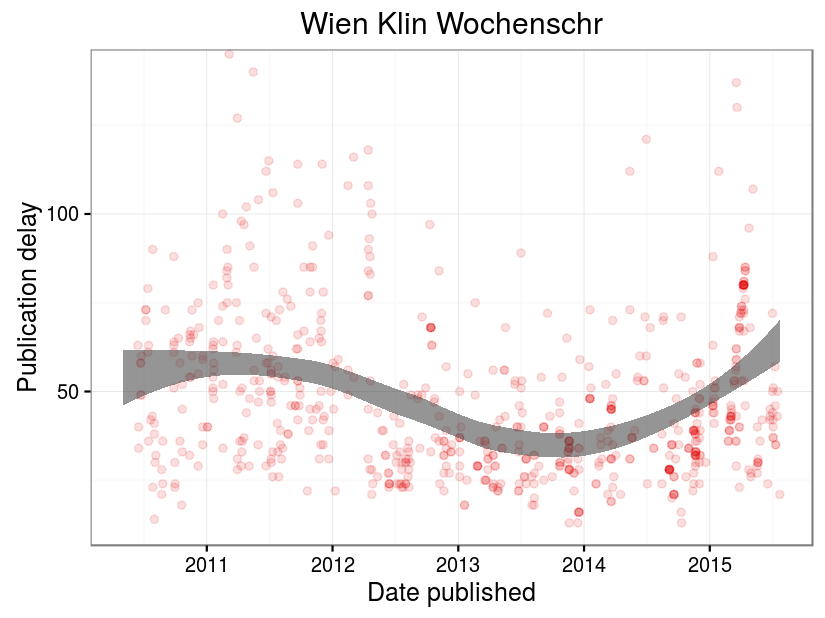 Wien Klin Wochenschr
Publication delay
100
50
2011 2012 2013 2014 2015
Date published